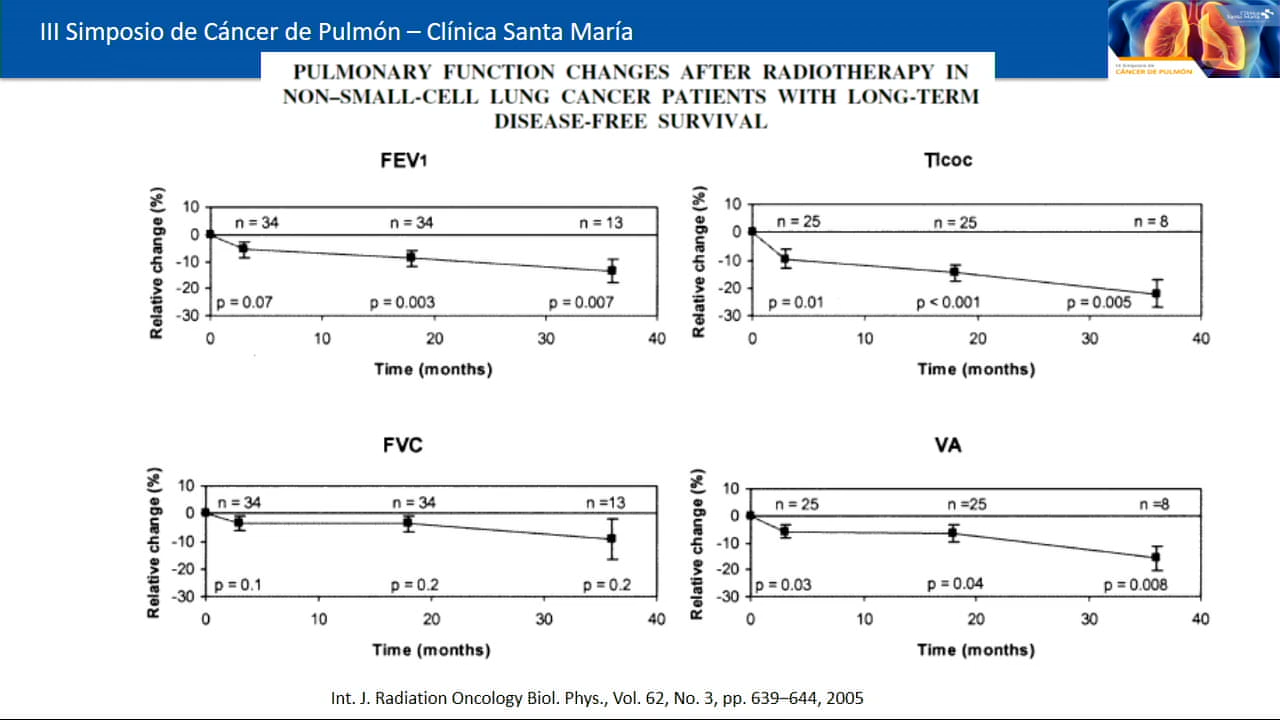 III Simposio de Cáncer de Pulmón – Clínica Santa María
Clínica
Santa María
III Simposio de
CÁNCER DE PULMÓN
PULMONARY FUNCTION CHANGES AFTER RADIOTHERAPY IN
NON–SMALL-CELL LUNG CANCER PATIENTS WITH LONG-TERM
DISEASE-FREE SURVIVAL
FEV1
Relative change (%)
10
0
-10
-20
-30
n = 34
n = 34
n = 13
p = 0.07
p = 0.003
p = 0.007
0
10
20
30
40
Time (months)
Tlcoc
Relative change (%)
10
0
-10
-20
-30
n = 25
n = 25
n = 8
p = 0.01
p < 0.001
p = 0.005
0
10
20
30
40
Time (months)
FVC
Relative change (%)
10
0
-10
-20
-30
n = 34
n = 34
n =13
p = 0.1
p = 0.2
p = 0.2
0
10
20
30
40
Time (months)
VA
Relative change (%)
10
0
-10
-20
-30
n = 25
n =25
n =8
p = 0.03
p = 0.04
p = 0.008
0
10
20
30
40
Time (months)
Int. J. Radiation Oncology Biol. Phys., Vol. 62, No. 3, pp. 639–644, 2005